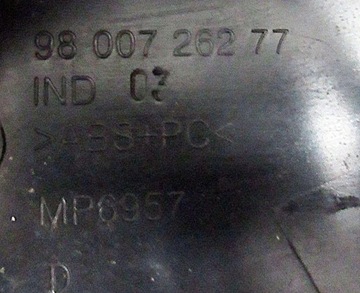 98 007 262 77
IND 03
>ABS+PC<
MP6957
D